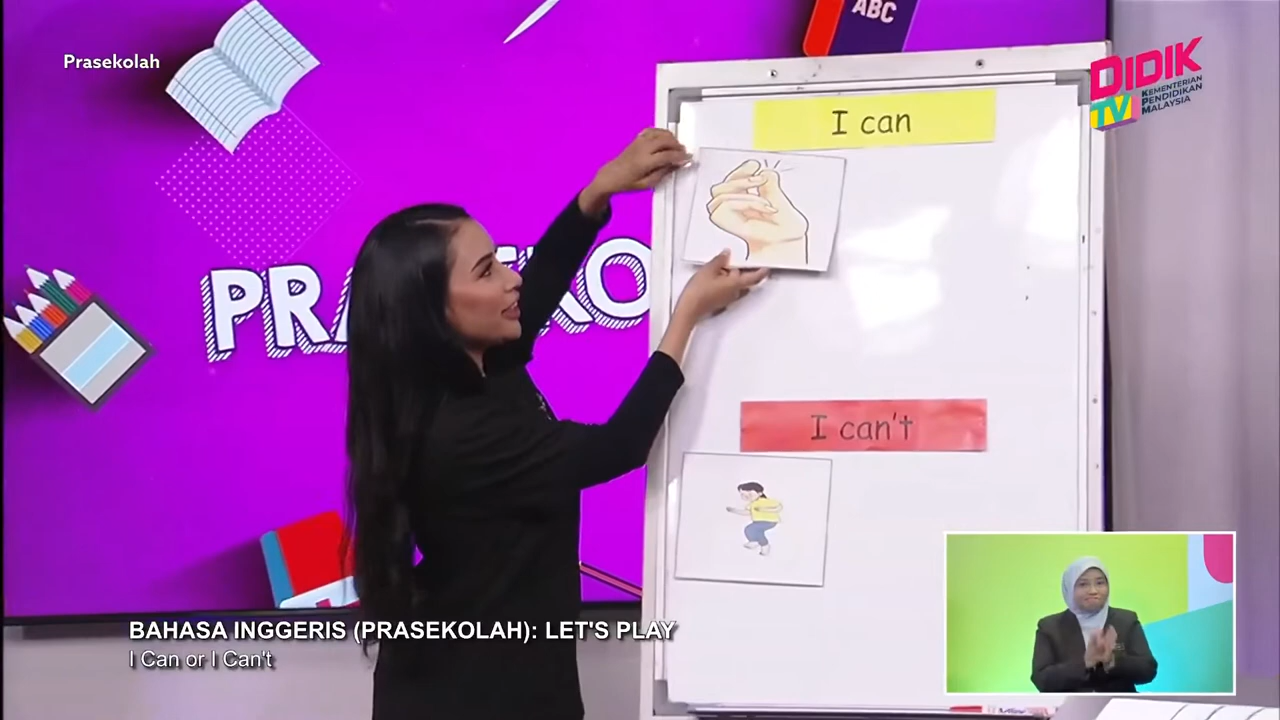 Prasekolah
ABC
DIDIK
TV
KEMENTERIAN
PENDIDIKAN
MALAYSIA
I can
I can't
BAHASA INGGERIS (PRASEKOLAH): LET'S PLAY
I Can or I Can't